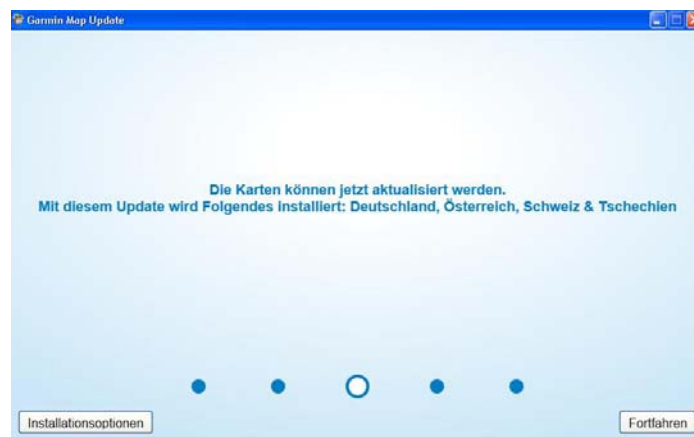 Garmin Map Update
Die Karten können jetzt aktualisiert werden.
Mit diesem Update wird Folgendes installiert: Deutschland, Österreich, Schweiz & Tschechien
Installationsoptionen
Fortfahren